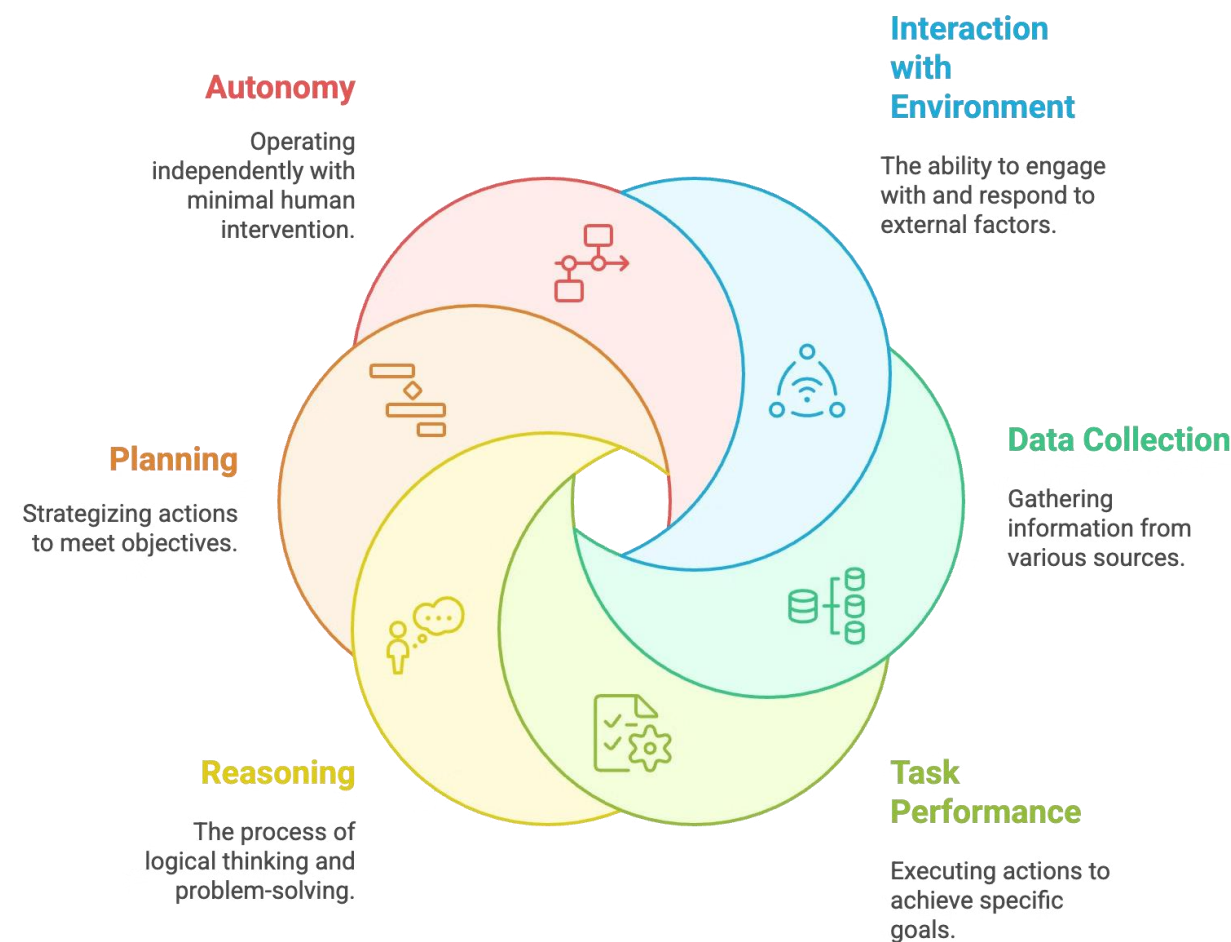 Interaction
with
Environment
The ability to engage
with and respond to
external factors.
Autonomy
Operating
independently with
minimal human
intervention.
Data Collection
Gathering
information from
various sources.
Planning
Strategizing actions
to meet objectives.
Reasoning
The process of
logical thinking and
problem-solving.
Task
Performance
Executing actions to
achieve specific
goals.